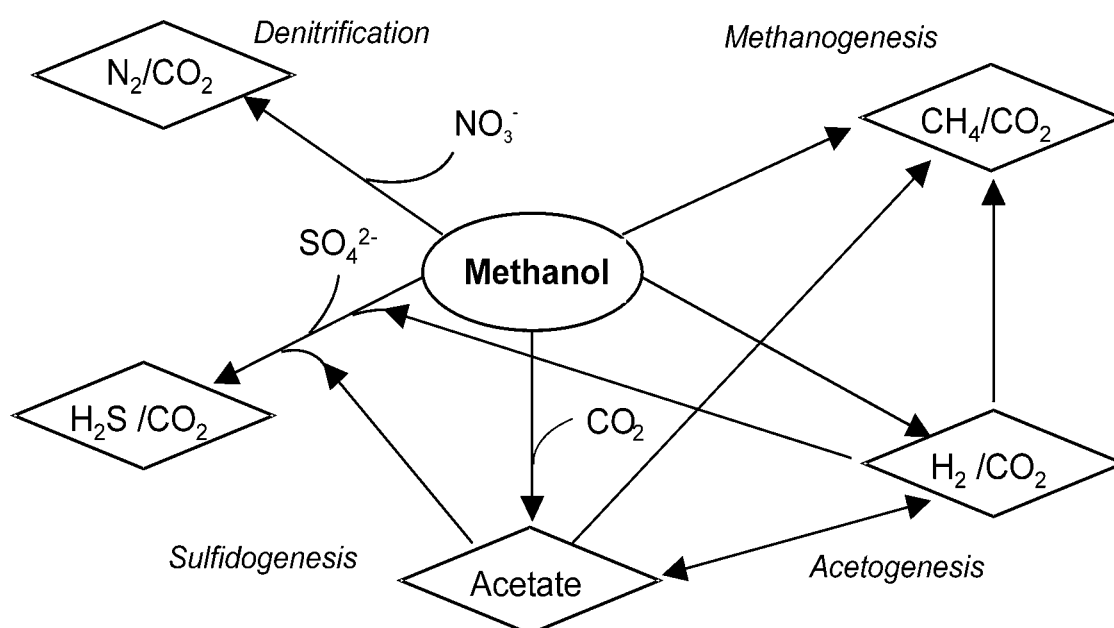 Denitrification
Methanogenesis
N₂/CO₂
CH₄/CO₂
NO₃⁻
SO₄²⁻
Methanol
H₂S /CO₂
CO₂
H₂ /CO₂
Sulfidogenesis
Acetate
Acetogenesis